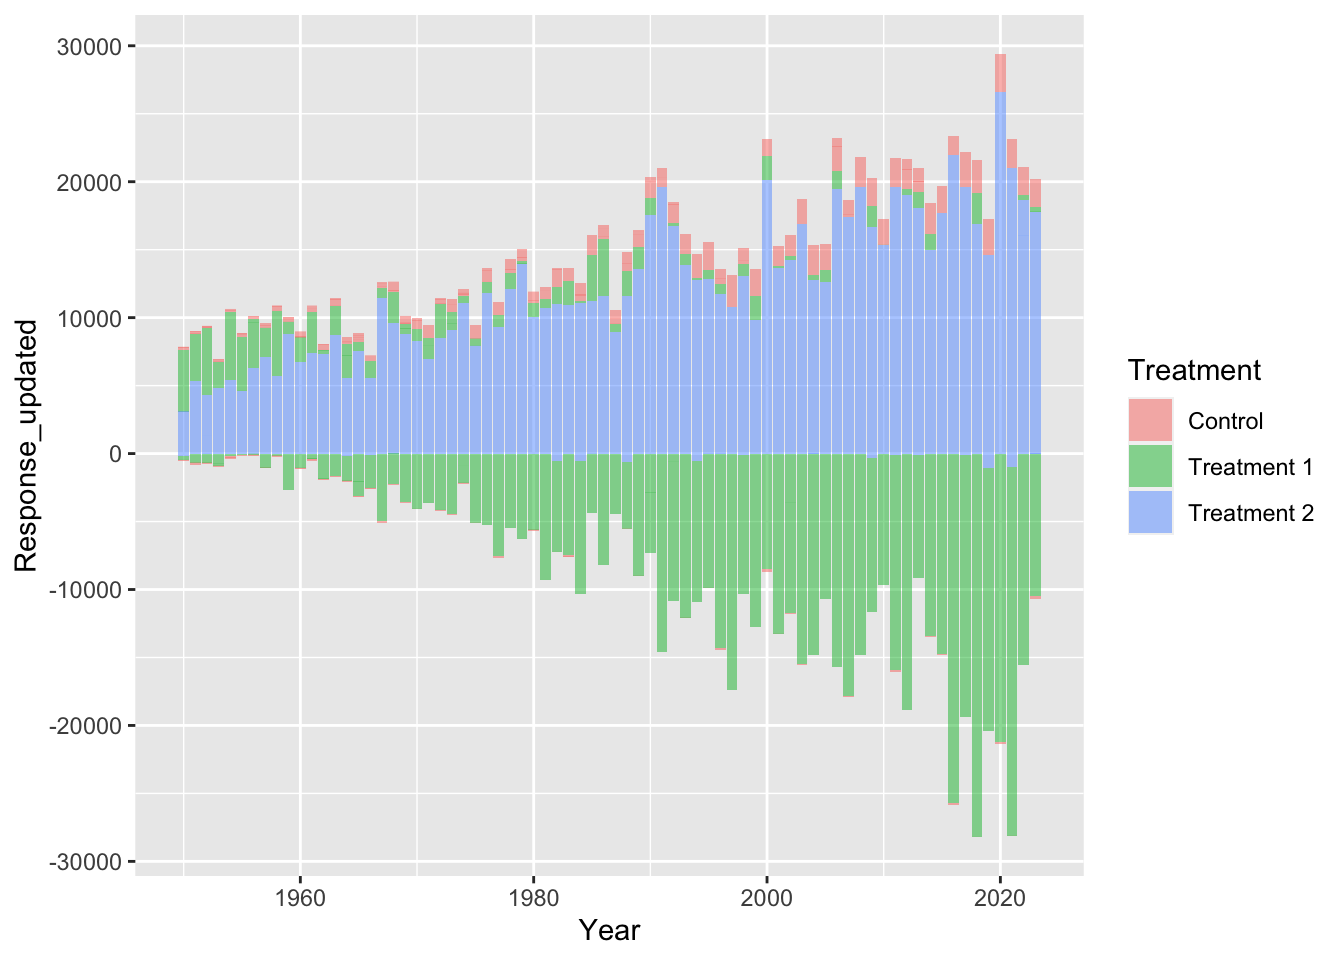 30000
20000
10000
0
-10000
-20000
-30000
Response_updated
1960
1980
2000
2020
Year
Treatment
Control
Treatment 1
Treatment 2